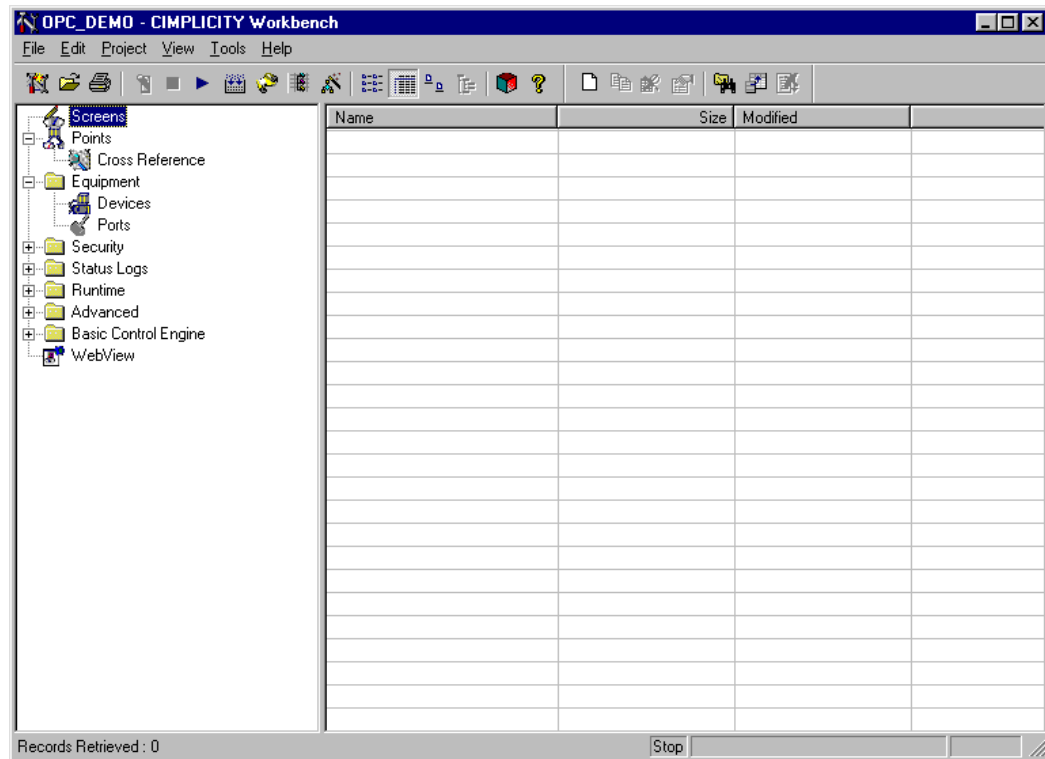 OPC_DEMO - CIMPLICITY Workbench
File Edit Project View Tools Help
Name Size Modified
Screens
Points
Cross Reference
Equipment
Devices
Ports
Security
Status Logs
Runtime
Advanced
Basic Control Engine
WebView
Records Retrieved : 0 Stop